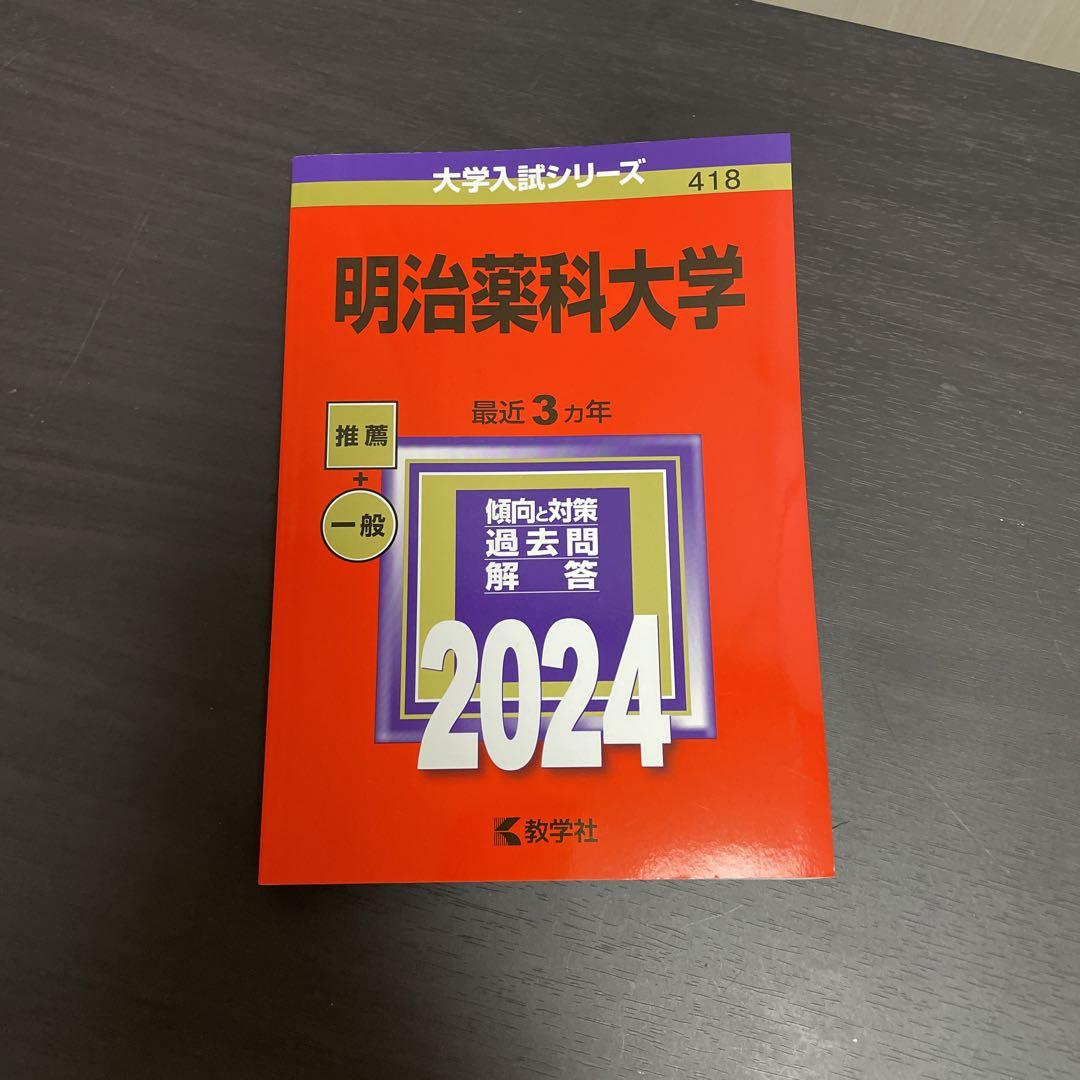 大学入試シリーズ
418
明治薬科大学
最近3カ年
推薦
+
一般
傾向と対策
過去問
解答
2024
教学社